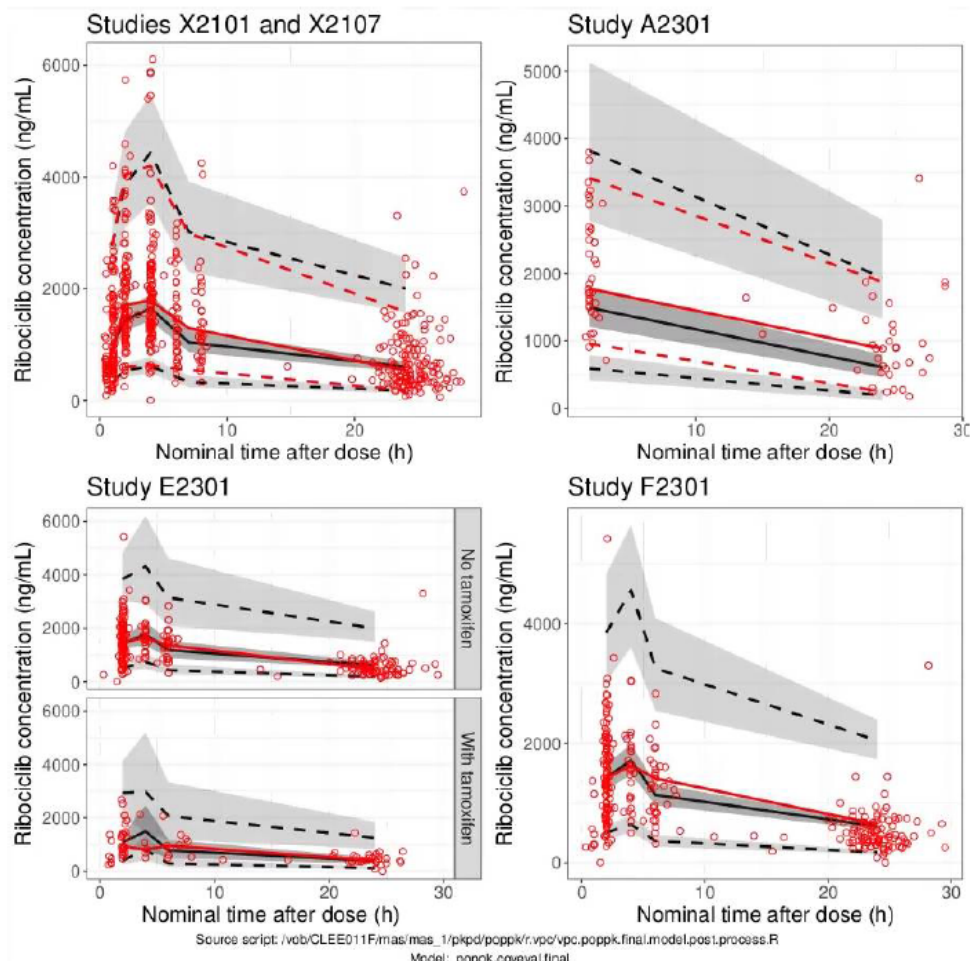 Studies X2101 and X2107
Ribociclib concentration (ng/mL)
6000
4000
2000
0
0
10
20
Nominal time after dose (h)
Study A2301
Ribociclib concentration (ng/mL)
5000
4000
3000
2000
1000
0
10
20
30
Nominal time after dose (h)
Study E2301
Ribociclib concentration (ng/mL)
6000
4000
2000
0
No tamoxifen
6000
4000
2000
0
With tamoxifen
0
10
20
30
Nominal time after dose (h)
Study F2301
Ribociclib concentration (ng/mL)
4000
2000
0
0
10
20
30
Nominal time after dose (h)
Source script: /vob/CLEE011F/mas/mas_1/pkpd/poppk/r.vpc/vpc.poppk.final.model.post.process.R
Model: poppk.coveval.final